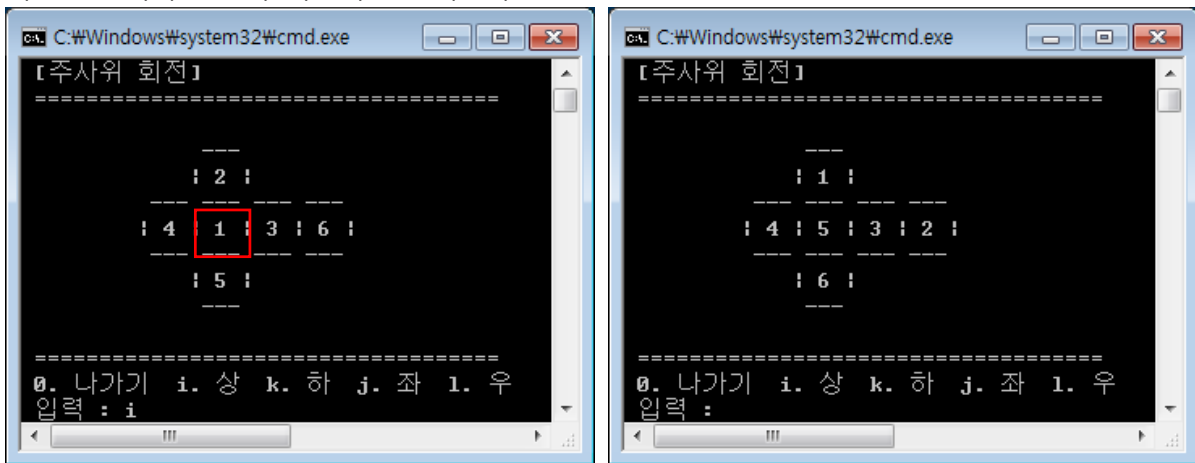 C:₩Windows₩system32₩cmd.exe
[주사위 회전]
====================================
---
¦ 2 ¦
--- --- --- ---
¦ 4 ¦ 1 ¦ 3 ¦ 6 ¦
--- --- --- ---
¦ 5 ¦
---
====================================
0. 나가기 i. 상 k. 하 j. 좌 l. 우
입력 : i
C:₩Windows₩system32₩cmd.exe
[주사위 회전]
====================================
---
¦ 1 ¦
--- --- --- ---
¦ 4 ¦ 5 ¦ 3 ¦ 2 ¦
--- --- --- ---
¦ 6 ¦
---
====================================
0. 나가기 i. 상 k. 하 j. 좌 l. 우
입력 :